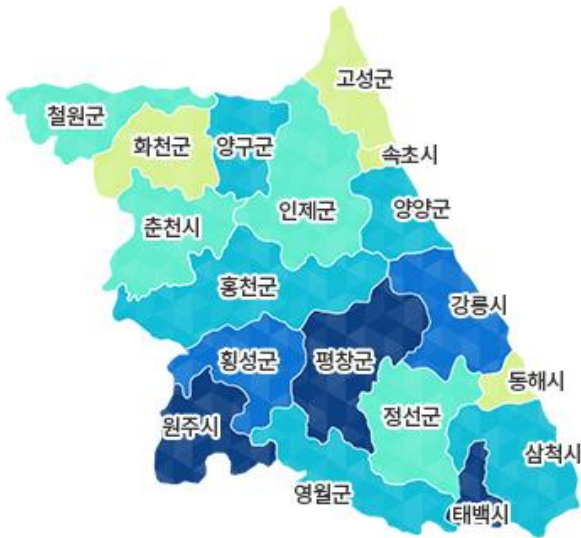 고성군
철원군
화천군
양구군
속초시
인제군
양양군
춘천시
홍천군
강릉시
횡성군
평창군
동해시
원주시
정선군
삼척시
영월군
태백시